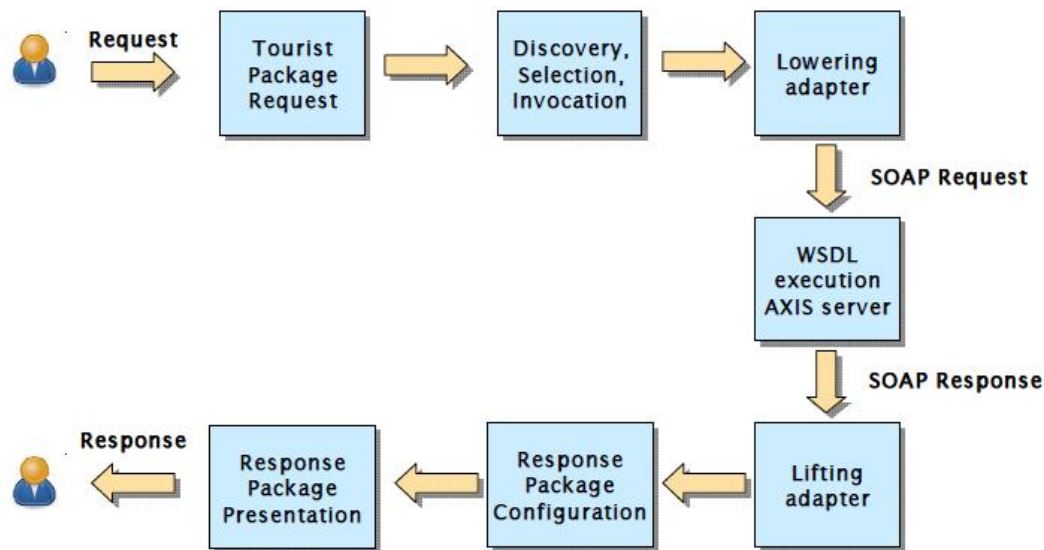 Request
Tourist
Package
Request
Discovery,
Selection,
Invocation
Lowering
adapter
SOAP Request
WSDL
execution
AXIS server
SOAP Response
Lifting
adapter
Response
Package
Configuration
Response
Package
Presentation
Response